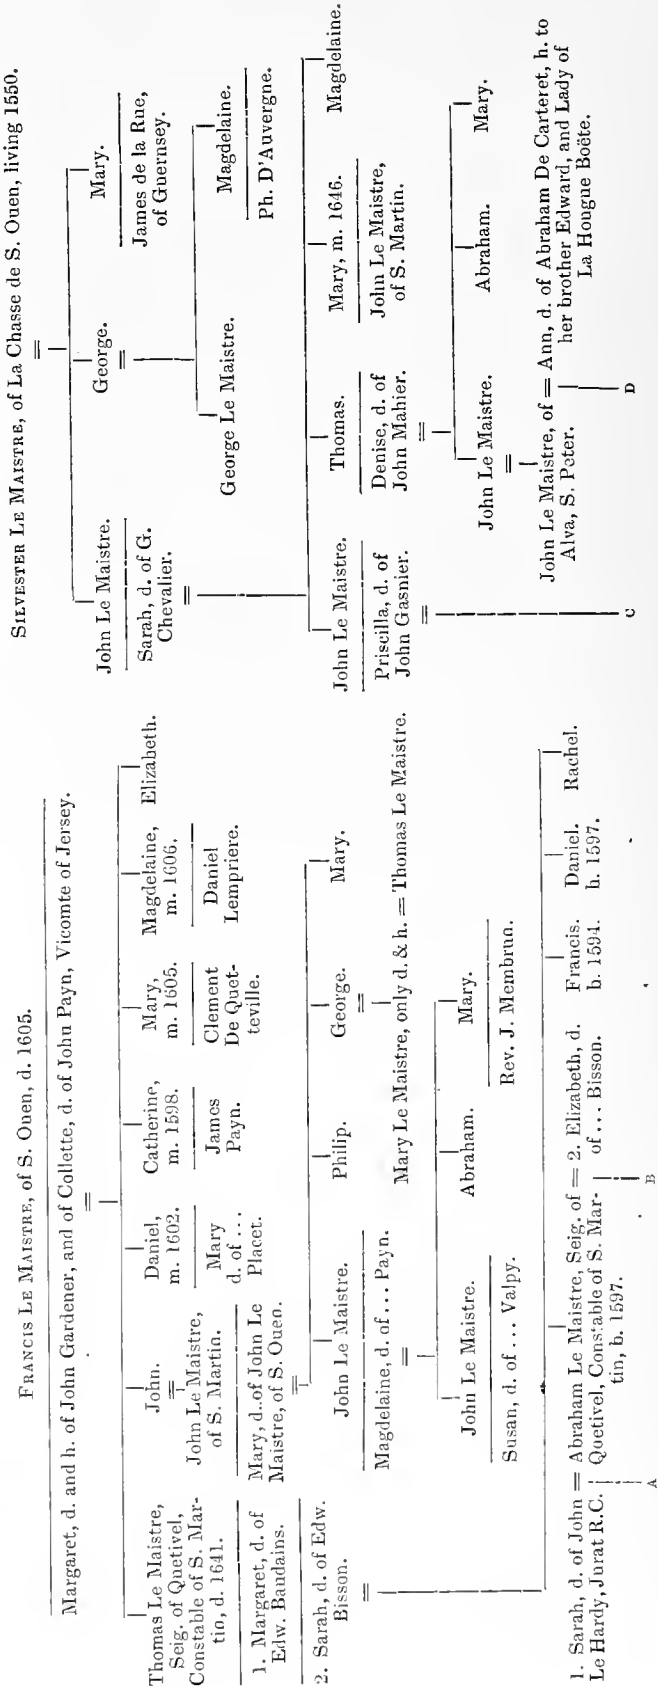 FRANCIS LE MAISTRE, of S. Ouen, d. 1605.
Margaret, d. and h. of John Gardener, and of Collette, d. of John Payn, Vicomte of Jersey.
=
Thomas Le Maistre,
Seig. of Quetivel,
Constable of S. Mar-
tin, d. 1641.
1. Margaret, d. of
Edw. Baudains.
2. Sarah, d. of Edw.
Bisson.
=
John.
=
John Le Maistre,
of S. Martin.
Mary, d. of John Le
Maistre, of S. Ouen.
=
Daniel,
m. 1602.
Mary
d. of ...
Placet.
Catherine,
m. 1598.
James
Payn.
Mary,
m. 1605.
Clement
De Quet-
teville.
Magdelaine,
m. 1606.
Daniel
Lempriere.
Elizabeth.
John Le Maistre.
Magdelaine, d. of ... Payn.
=
Philip.
George.
=
Mary.
Mary Le Maistre, only d. & h. = Thomas Le Maistre.
John Le Maistre.
Susan, d. of ... Valpy.
Abraham.
Mary.
Rev. J. Membrun.
1. Sarah, d. of John = Abraham Le Maistre, Seig. of = 2. Elizabeth, d.
Le Hardy, Jurat R.C. Quetivel, Constable of S. Mar- of ... Bisson.
tin, b. 1597.
Francis.
b. 1594.
Daniel.
b. 1597.
Rachel.
A
B
SILVESTER LE MAISTRE, of La Chasse de S. Ouen, living 1550.
=
John Le Maistre.
Sarah, d. of G.
Chevalier.
=
George.
=
Mary.
James de la Rue,
of Guernsey.
George Le Maistre.
Magdelaine.
Ph. D'Auvergne.
John Le Maistre.
Priscilla, d. of
John Gasnier.
=
Thomas.
Denise, d. of
John Mahier.
=
Mary, m. 1646.
John Le Maistre,
of S. Martin.
Magdelaine.
John Le Maistre.
=
Abraham.
Mary.
John Le Maistre, of = Ann, d. of Abraham De Carteret, h. to
Alva, S. Peter. her brother Edward, and Lady of
La Hougue Boëte.
C
D